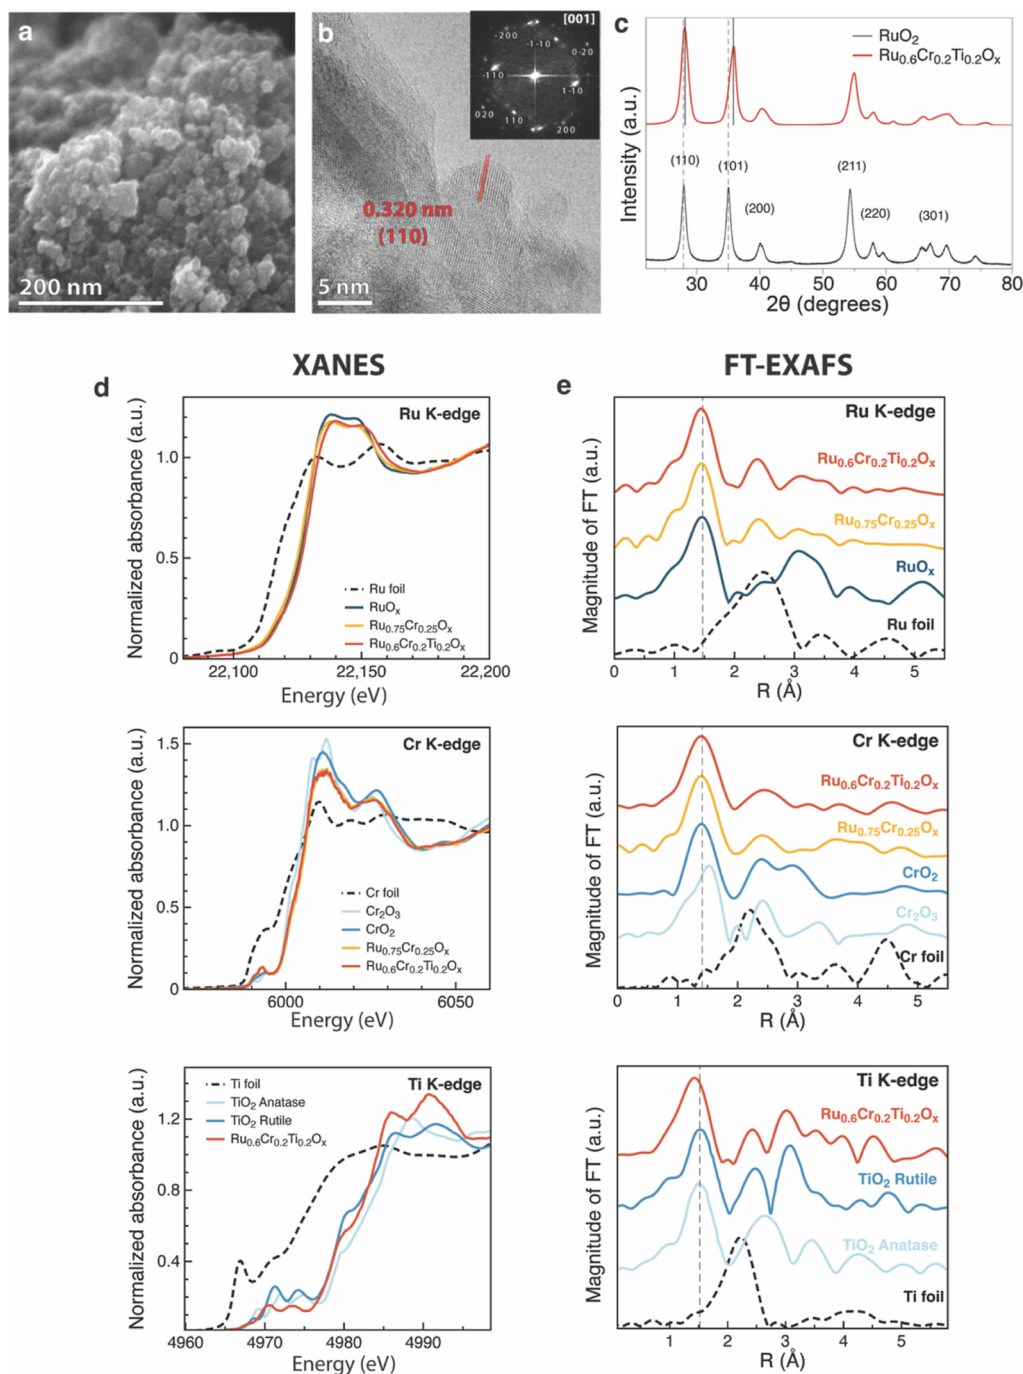 a
200 nm
b
[001]
-200
-1-10
0-20
-110
1-10
020
110
200
0.320 nm
(110)
5 nm
c
RuO2
Ru0.6Cr0.2Ti0.2Ox
Intensity (a.u.)
(110)
(101)
(200)
(211)
(220)
(301)
30 40 50 60 70 80
2θ (degrees)
XANES
FT-EXAFS
d
Ru K-edge
Normalized absorbance (a.u.)
1.0
0.5
0
Ru foil
RuOx
Ru0.75Cr0.25Ox
Ru0.6Cr0.2Ti0.2Ox
22,100 22,150 22,200
Energy (eV)
e
Ru K-edge
Magnitude of FT (a.u.)
Ru0.6Cr0.2Ti0.2Ox
Ru0.75Cr0.25Ox
RuOx
Ru foil
0 1 2 3 4 5
R (Å)
Cr K-edge
Normalized absorbance (a.u.)
1.5
1.0
0.5
0
Cr foil
Cr2O3
CrO2
Ru0.75Cr0.25Ox
Ru0.6Cr0.2Ti0.2Ox
6000 6050
Energy (eV)
Cr K-edge
Magnitude of FT (a.u.)
Ru0.6Cr0.2Ti0.2Ox
Ru0.75Cr0.25Ox
CrO2
Cr2O3
Cr foil
0 1 2 3 4 5
R (Å)
Ti K-edge
Normalized absorbance (a.u.)
1.2
0.8
0.4
Ti foil
TiO2 Anatase
TiO2 Rutile
Ru0.6Cr0.2Ti0.2Ox
4960 4970 4980 4990
Energy (eV)
Ti K-edge
Magnitude of FT (a.u.)
Ru0.6Cr0.2Ti0.2Ox
TiO2 Rutile
TiO2 Anatase
Ti foil
1 2 3 4 5
R (Å)